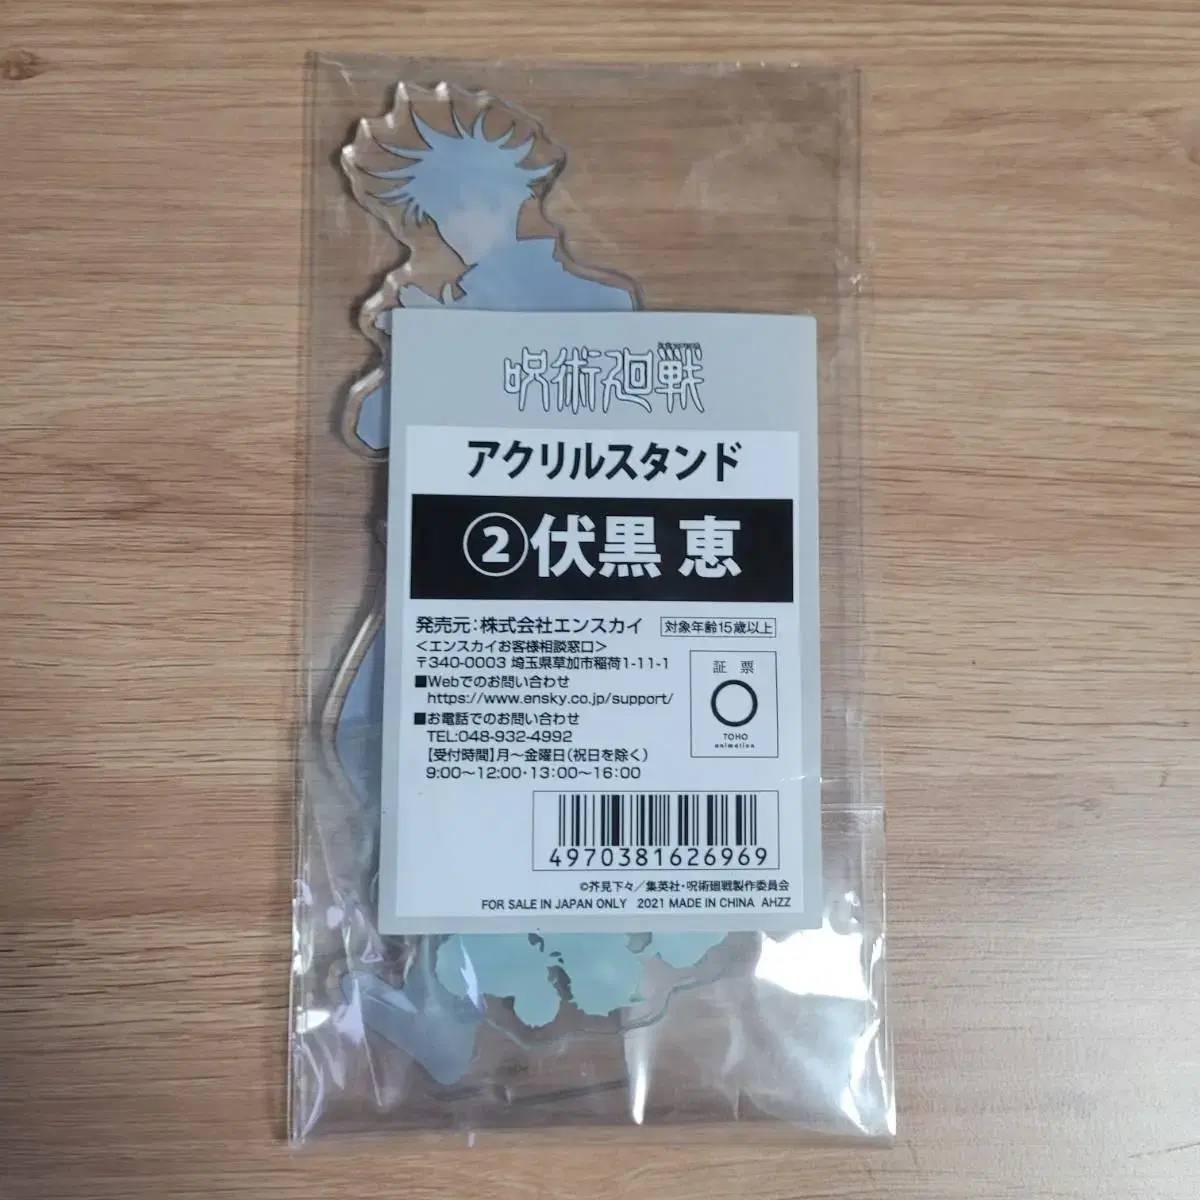 呪術廻戦
アクリルスタンド
②伏黒 恵
発売元:株式会社エンスカイ
対象年齢15歳以上
<エンスカイお客様相談窓口>
〒340-0003 埼玉県草加市稲荷1-11-1
■Webでのお問い合わせ
https://www.ensky.co.jp/support/
■お電話でのお問い合わせ
TEL:048-932-4992
【受付時間】月～金曜日(祝日を除く)
9:00～12:00・13:00～16:00
証 票
TOHO
animation
4970381626969
©芥見下々／集英社・呪術廻戦製作委員会
FOR SALE IN JAPAN ONLY 2021 MADE IN CHINA AHZZ